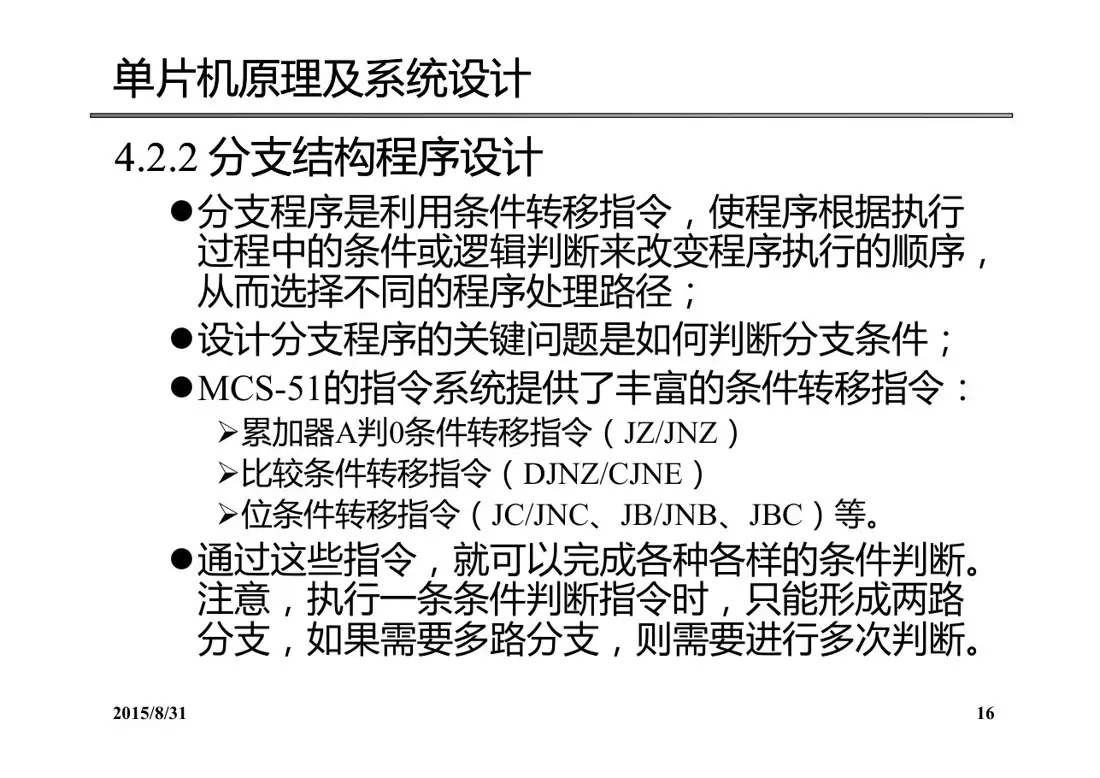 单片机原理及系统设计
4.2.2 分支结构程序设计
●分支程序是利用条件转移指令，使程序根据执行
过程中的条件或逻辑判断来改变程序执行的顺序，
从而选择不同的程序处理路径；
●设计分支程序的关键问题是如何判断分支条件；
●MCS-51的指令系统提供了丰富的条件转移指令：
➢累加器A判0条件转移指令（JZ/JNZ）
➢比较条件转移指令（DJNZ/CJNE）
➢位条件转移指令（JC/JNC、JB/JNB、JBC）等。
●通过这些指令，就可以完成各种各样的条件判断。
注意，执行一条条件判断指令时，只能形成两路
分支，如果需要多路分支，则需要进行多次判断。
2015/8/31
16